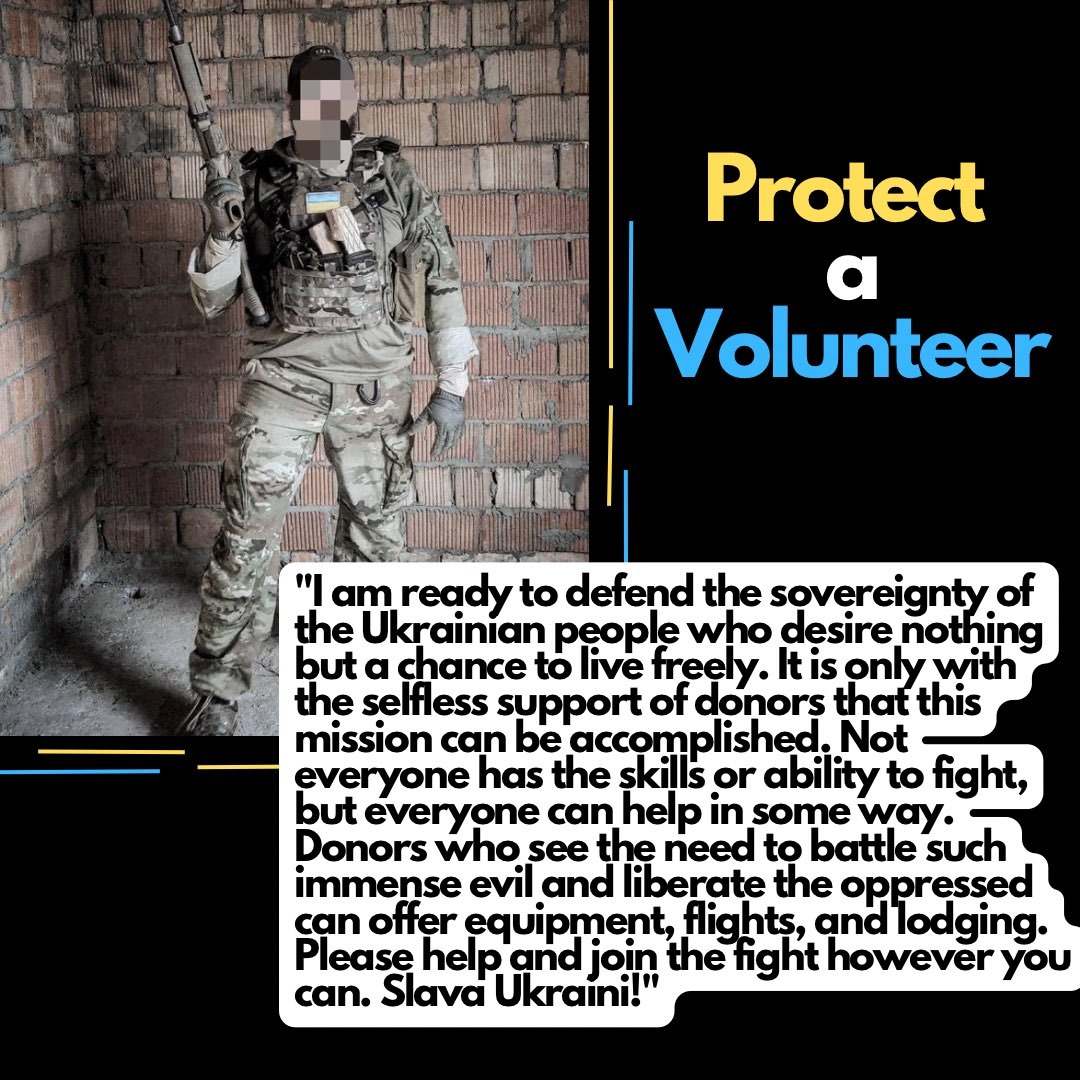 Protect
a
Volunteer
"I am ready to defend the sovereignty of
the Ukrainian people who desire nothing
but a chance to live freely. It is only with
the selfless support of donors that this
mission can be accomplished. Not
everyone has the skills or ability to fight,
but everyone can help in some way.
Donors who see the need to battle such
immense evil and liberate the oppressed
can offer equipment, flights, and lodging.
Please help and join the fight however you
can. Slava Ukraini!"